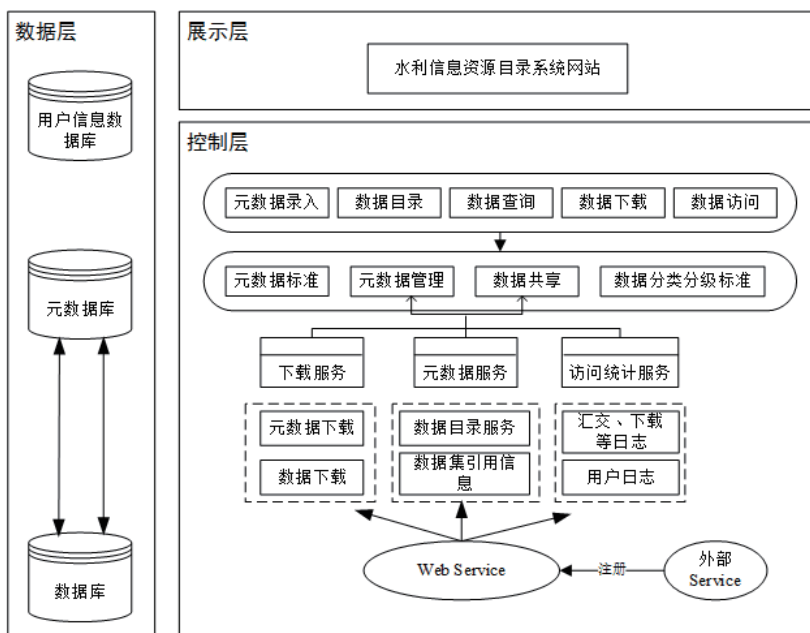 数据层
用户信息数
据库
元数据库
数据库
展示层
水利信息资源目录系统网站
控制层
元数据录入
数据目录
数据查询
数据下载
数据访问
元数据标准
元数据管理
数据共享
数据分类分级标准
下载服务
元数据服务
访问统计服务
元数据下载
数据下载
数据目录服务
数据集引用信
息
汇交、下载
等日志
用户日志
Web Service
注册
外部
Service